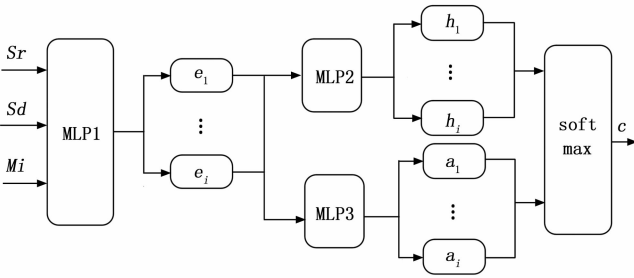 Sr
Sd
Mi
MLP1
e₁
⋮
eᵢ
MLP2
MLP3
h₁
⋮
hᵢ
a₁
⋮
aᵢ
soft
max
c